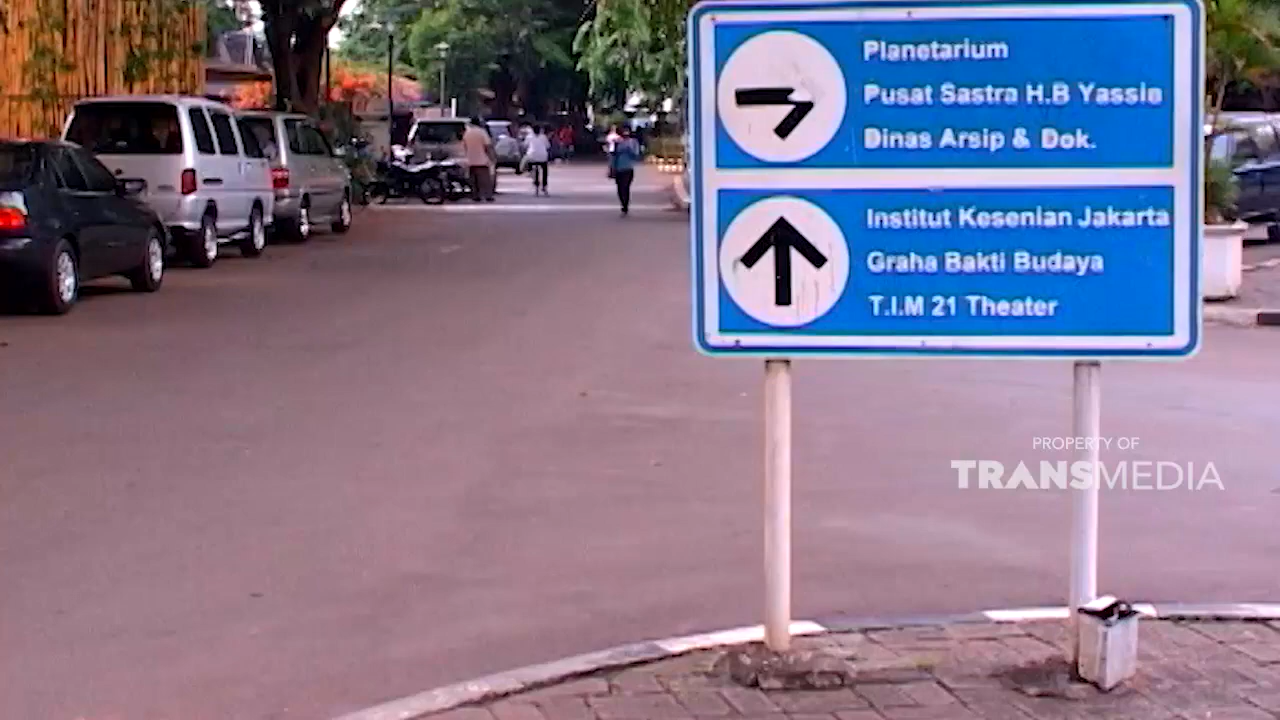 Planetarium
Pusat Sastra H.B Yassin
Dinas Arsip & Dok.
Institut Kesenian Jakarta
Graha Bakti Budaya
T.I.M 21 Theater
PROPERTY OF
TRANSMEDIA